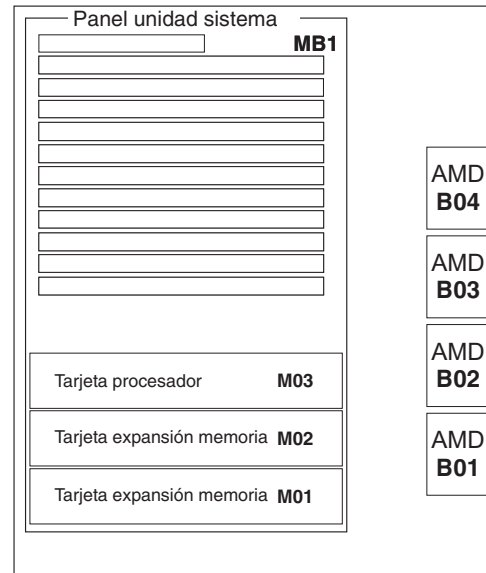 Panel unidad sistema
MB1
AMD
B04
AMD
B03
AMD
B02
AMD
B01
Tarjeta procesador M03
Tarjeta expansión memoria M02
Tarjeta expansión memoria M01